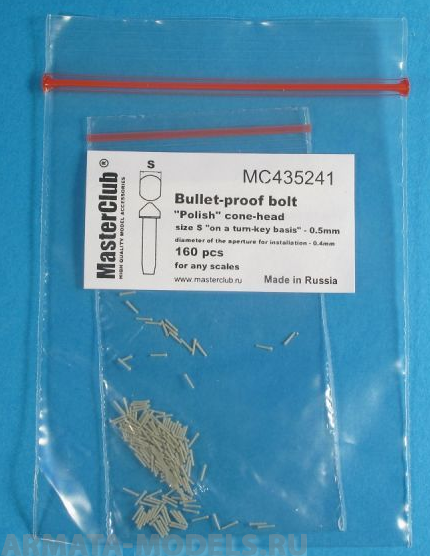 S
MC435241
MasterClub®
HIGH QUALITY MODEL ACCESSORIES
Bullet-proof bolt
"Polish" cone-head
size S "on a turn-key basis" - 0.5mm
diametr of the aperture for installation - 0.4mm
160 pcs
for any scales
www.masterclub.ru
Made in Russia
ARMATA-MODELS.RU